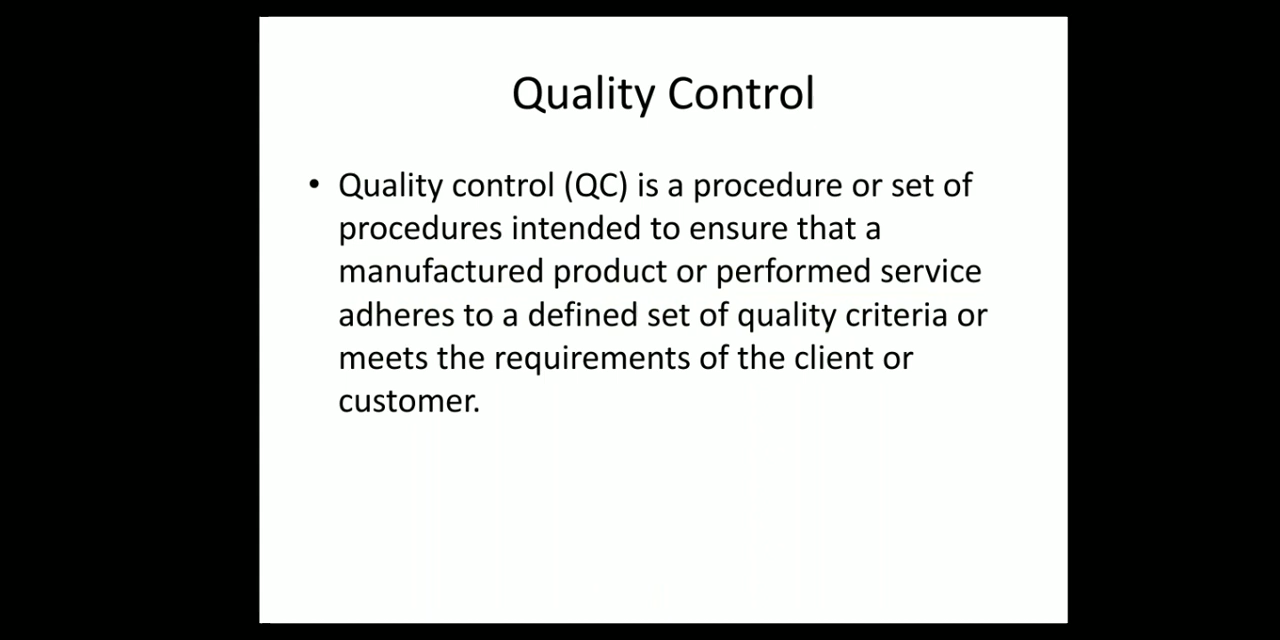 Quality Control
• Quality control (QC) is a procedure or set of
procedures intended to ensure that a
manufactured product or performed service
adheres to a defined set of quality criteria or
meets the requirements of the client or
customer.